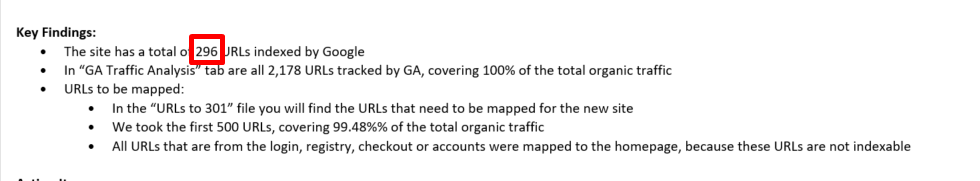 Key Findings:
• The site has a total of 296 URLs indexed by Google
• In “GA Traffic Analysis” tab are all 2,178 URLs tracked by GA, covering 100% of the total organic traffic
• URLs to be mapped:
• In the “URLs to 301” file you will find the URLs that need to be mapped for the new site
• We took the first 500 URLs, covering 99.48%% of the total organic traffic
• All URLs that are from the login, registry, checkout or accounts were mapped to the homepage, because these URLs are not indexable